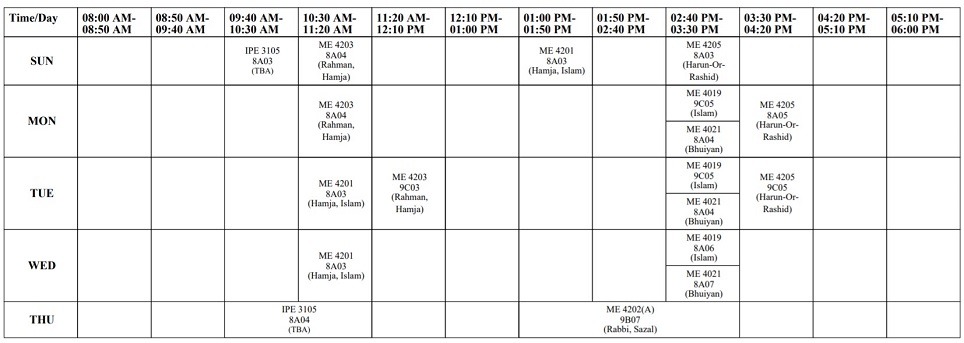 Time/Day
08:00 AM-
08:50 AM
08:50 AM-
09:40 AM
09:40 AM-
10:30 AM
10:30 AM-
11:20 AM
11:20 AM-
12:10 PM
12:10 PM-
01:00 PM
01:00 PM-
01:50 PM
01:50 PM-
02:40 PM
02:40 PM-
03:30 PM
03:30 PM-
04:20 PM
04:20 PM-
05:10 PM
05:10 PM-
06:00 PM
SUN
IPE 3105
8A03
(TBA)
ME 4203
8A04
(Rahman,
Hamja)
ME 4201
8A03
(Hamja, Islam)
ME 4205
8A03
(Harun-Or-
Rashid)
MON
ME 4203
8A04
(Rahman,
Hamja)
ME 4019
9C05
(Islam)
ME 4021
8A04
(Bhuiyan)
ME 4205
8A05
(Harun-Or-
Rashid)
TUE
ME 4201
8A03
(Hamja, Islam)
ME 4203
9C03
(Rahman,
Hamja)
ME 4019
9C05
(Islam)
ME 4021
8A04
(Bhuiyan)
ME 4205
9C05
(Harun-Or-
Rashid)
WED
ME 4201
8A03
(Hamja, Islam)
ME 4019
8A06
(Islam)
ME 4021
8A07
(Bhuiyan)
THU
IPE 3105
8A04
(TBA)
ME 4202(A)
9B07
(Rabbi, Sazal)